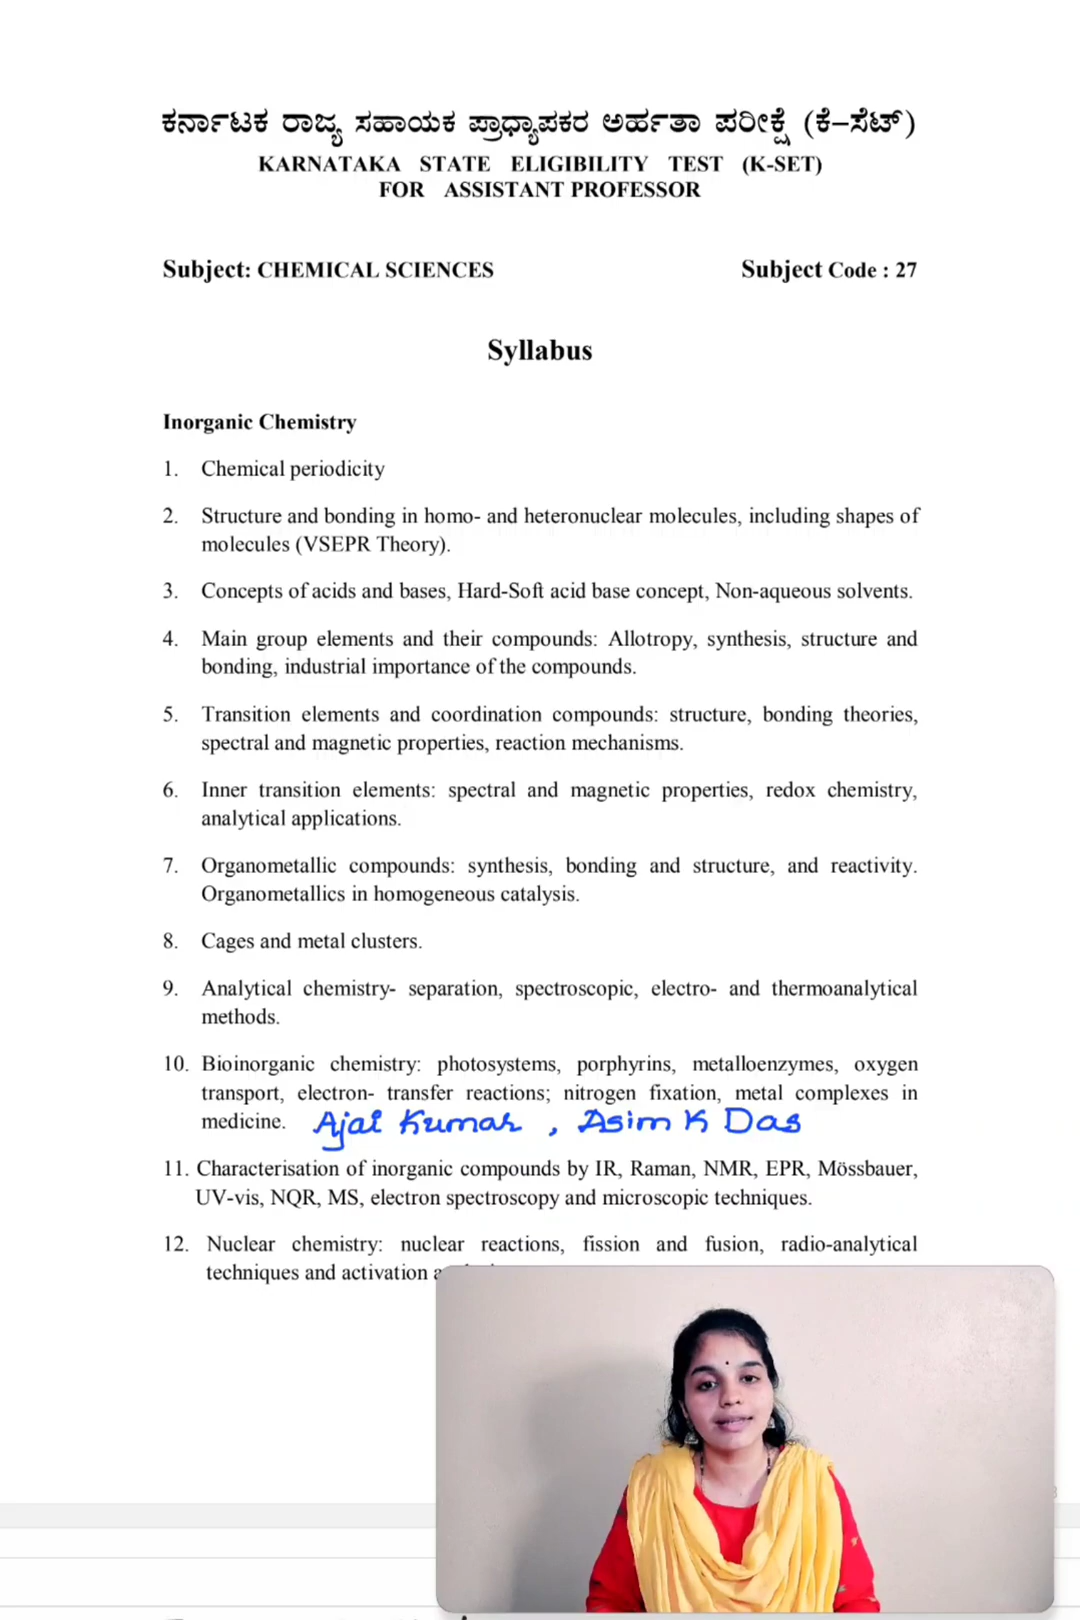 ಕರ್ನಾಟಕ ರಾಜ್ಯ ಸಹಾಯಕ ಪ್ರಾಧ್ಯಾಪಕರ ಅರ್ಹತಾ ಪರೀಕ್ಷೆ (ಕೆ–ಸೆಟ್)
KARNATAKA STATE ELIGIBILITY TEST (K-SET)
FOR ASSISTANT PROFESSOR
Subject: CHEMICAL SCIENCES Subject Code : 27
Syllabus
Inorganic Chemistry
1. Chemical periodicity
2. Structure and bonding in homo- and heteronuclear molecules, including shapes of
molecules (VSEPR Theory).
3. Concepts of acids and bases, Hard-Soft acid base concept, Non-aqueous solvents.
4. Main group elements and their compounds: Allotropy, synthesis, structure and
bonding, industrial importance of the compounds.
5. Transition elements and coordination compounds: structure, bonding theories,
spectral and magnetic properties, reaction mechanisms.
6. Inner transition elements: spectral and magnetic properties, redox chemistry,
analytical applications.
7. Organometallic compounds: synthesis, bonding and structure, and reactivity.
Organometallics in homogeneous catalysis.
8. Cages and metal clusters.
9. Analytical chemistry- separation, spectroscopic, electro- and thermoanalytical
methods.
10. Bioinorganic chemistry: photosystems, porphyrins, metalloenzymes, oxygen
transport, electron- transfer reactions; nitrogen fixation, metal complexes in
medicine. Ajai Kumar , Asim K Das
11. Characterisation of inorganic compounds by IR, Raman, NMR, EPR, Mössbauer,
UV-vis, NQR, MS, electron spectroscopy and microscopic techniques.
12. Nuclear chemistry: nuclear reactions, fission and fusion, radio-analytical
techniques and activation